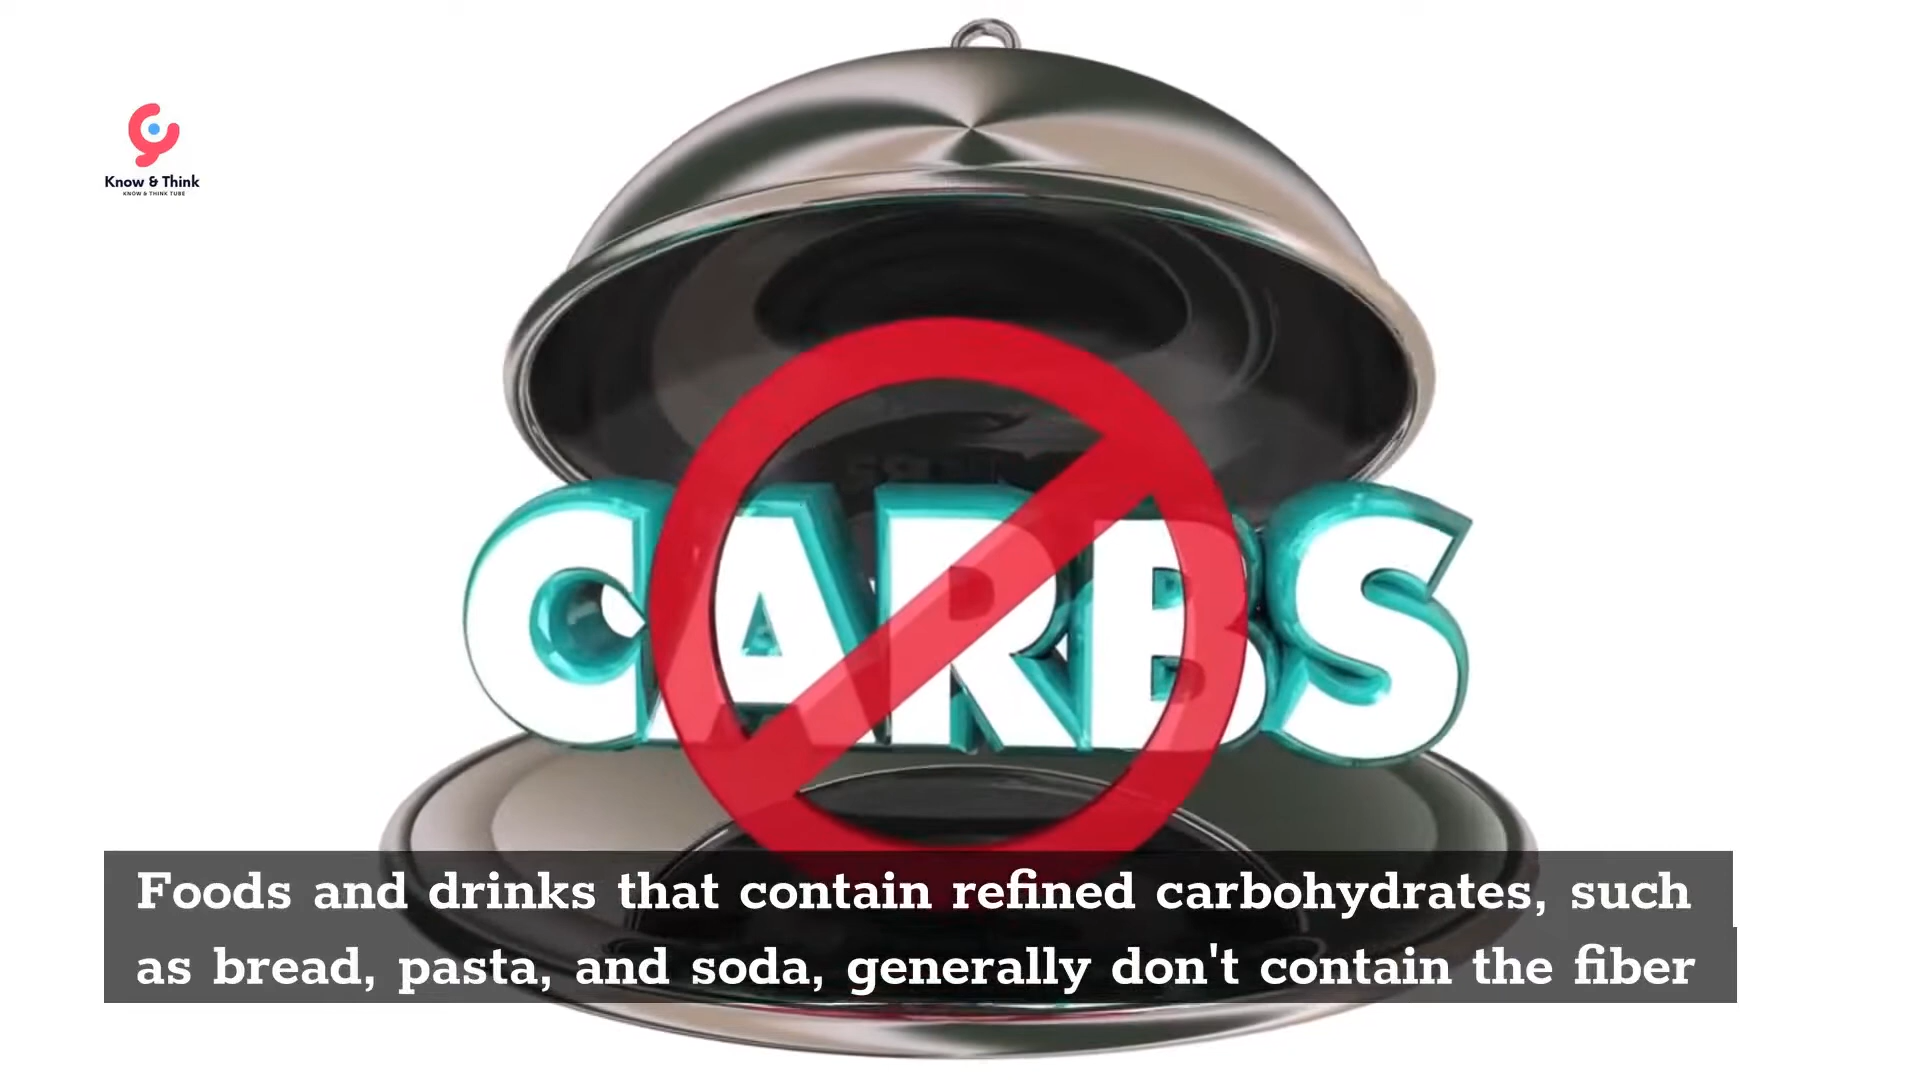 Know & Think
KNOW & THINK TUBE
CARBS
Foods and drinks that contain refined carbohydrates, such
as bread, pasta, and soda, generally don't contain the fiber